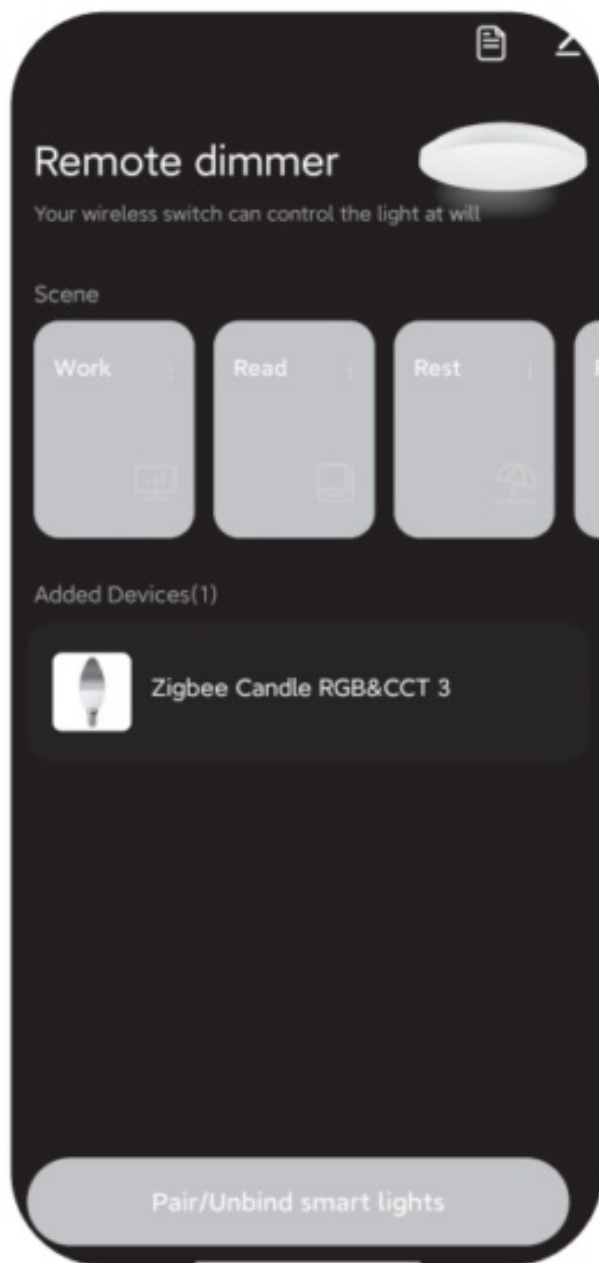 Remote dimmer
Your wireless switch can control the light at will
Scene
Work
Read
Rest
Added Devices(1)
Zigbee Candle RGB&CCT 3
Pair/Unbind smart lights